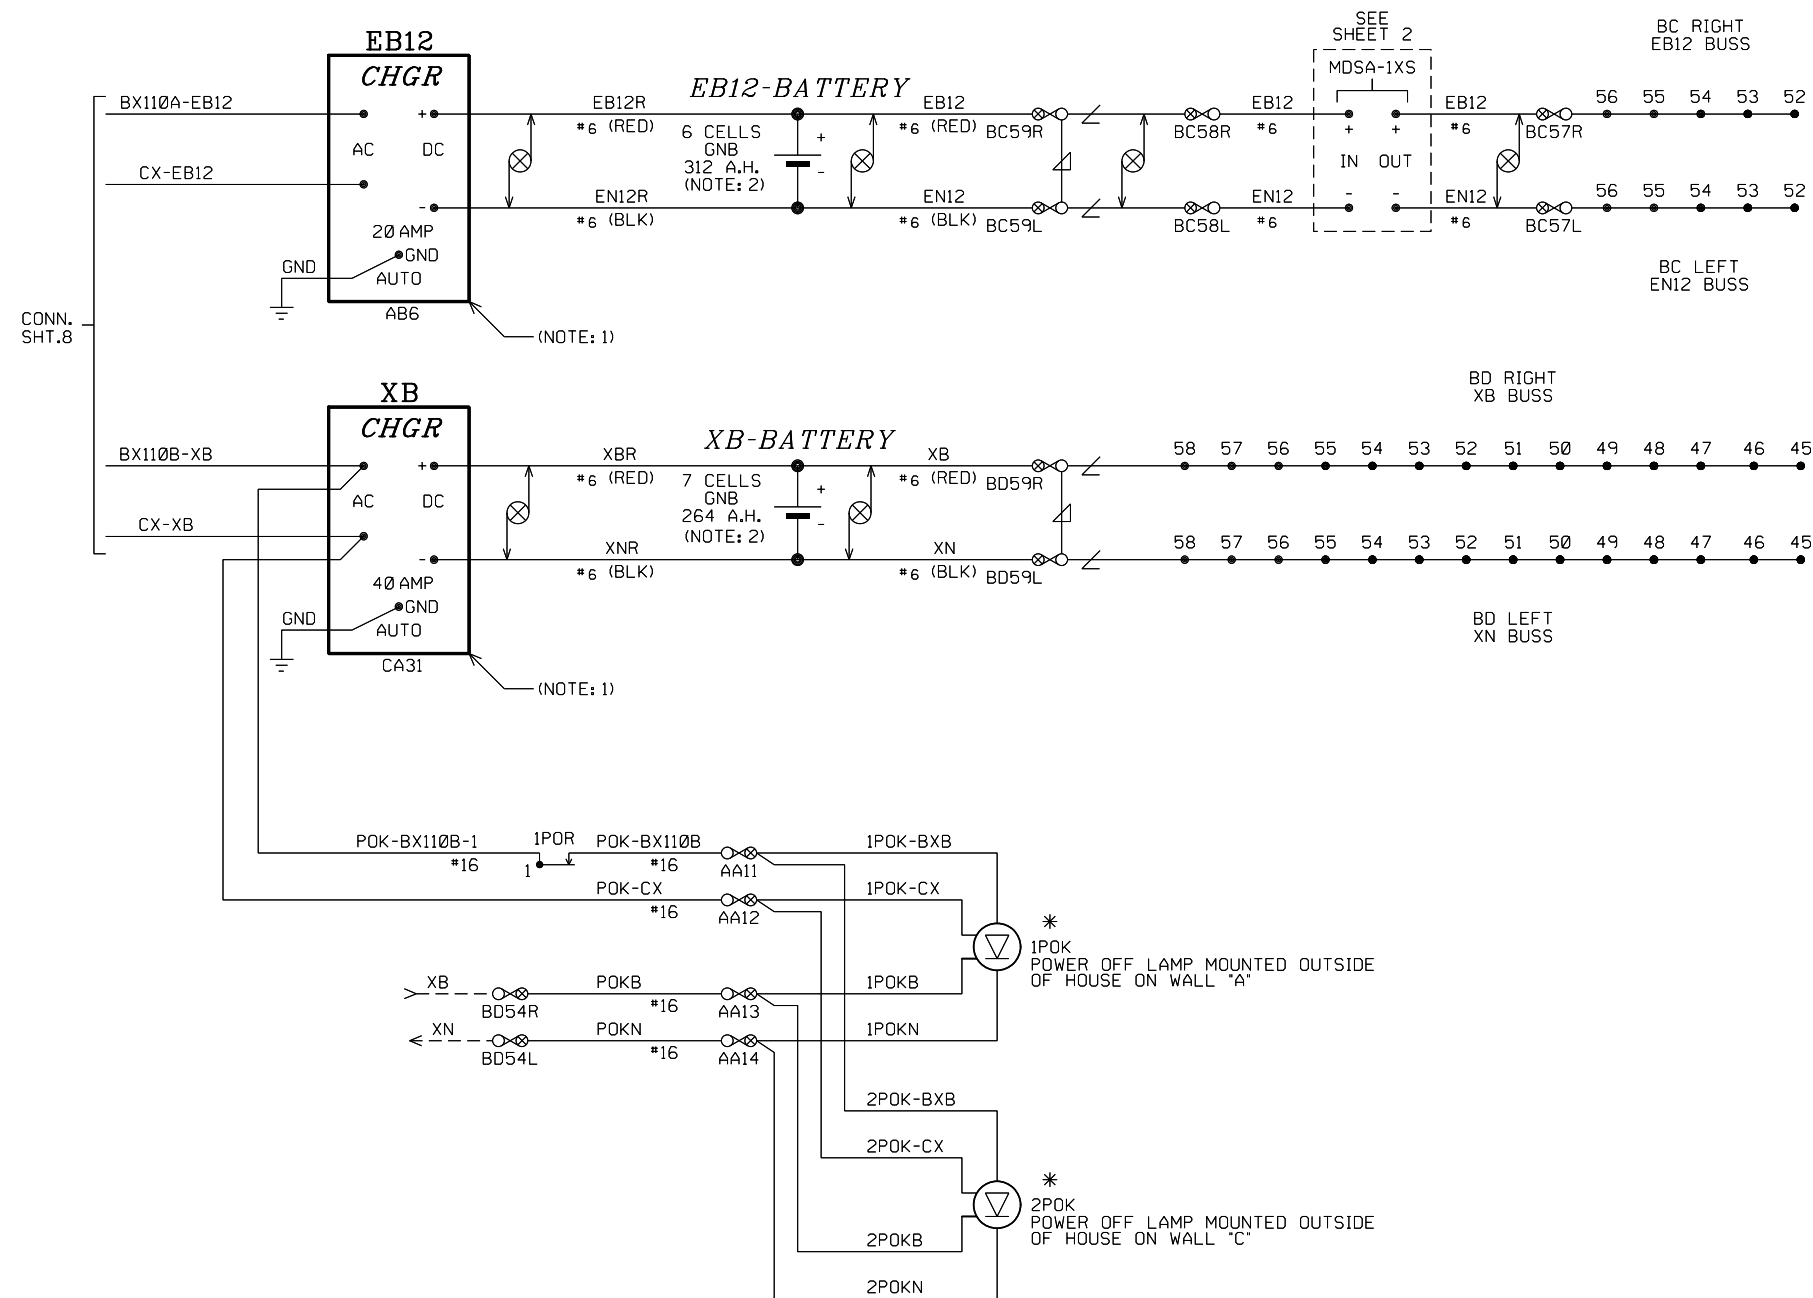 SEE
SHEET 2
BC RIGHT
EB12 BUSS
EB12
CHGR
EB12-BATTERY
MDSA-1XS
BX110A-EB12
+
EB12R
#6 (RED)
EB12
#6 (RED)
BC59R
BC58R
EB12
#6
+ +
EB12
#6
BC57R
56 55 54 53 52
AC DC
6 CELLS
GNB
312 A.H.
(NOTE: 2)
+
-
IN OUT
CX-EB12
-
EN12R
#6 (BLK)
EN12
#6 (BLK)
BC59L
BC58L
EN12
#6
- -
EN12
#6
BC57L
56 55 54 53 52
20 AMP
GND
GND
AUTO
AB6
(NOTE: 1)
BC LEFT
EN12 BUSS
CONN.
SHT.8
XB
CHGR
XB-BATTERY
BD RIGHT
XB BUSS
BX110B-XB
+
XBR
#6 (RED)
XB
#6 (RED)
BD59R
58 57 56 55 54 53 52 51 50 49 48 47 46 45
AC DC
7 CELLS
GNB
264 A.H.
(NOTE: 2)
+
-
CX-XB
-
XNR
#6 (BLK)
XN
#6 (BLK)
BD59L
58 57 56 55 54 53 52 51 50 49 48 47 46 45
40 AMP
GND
GND
AUTO
CA31
(NOTE: 1)
BD LEFT
XN BUSS
POK-BX110B-1
#16
1POR
1
POK-BX110B
#16
AA11
1POK-BXB
POK-CX
#16
AA12
1POK-CX
*
1POK
POWER OFF LAMP MOUNTED OUTSIDE
OF HOUSE ON WALL "A"
XB
BD54R
POKB
#16
AA13
1POKB
XN
BD54L
POKN
#16
AA14
1POKN
2POK-BXB
2POK-CX
*
2POK
POWER OFF LAMP MOUNTED OUTSIDE
OF HOUSE ON WALL "C"
2POKB
2POKN